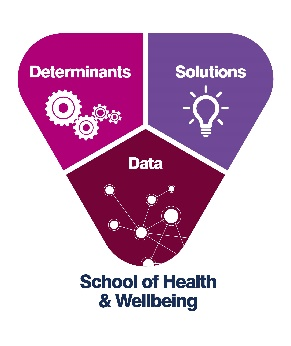 Determinants
Solutions
Data
School of Health
& Wellbeing